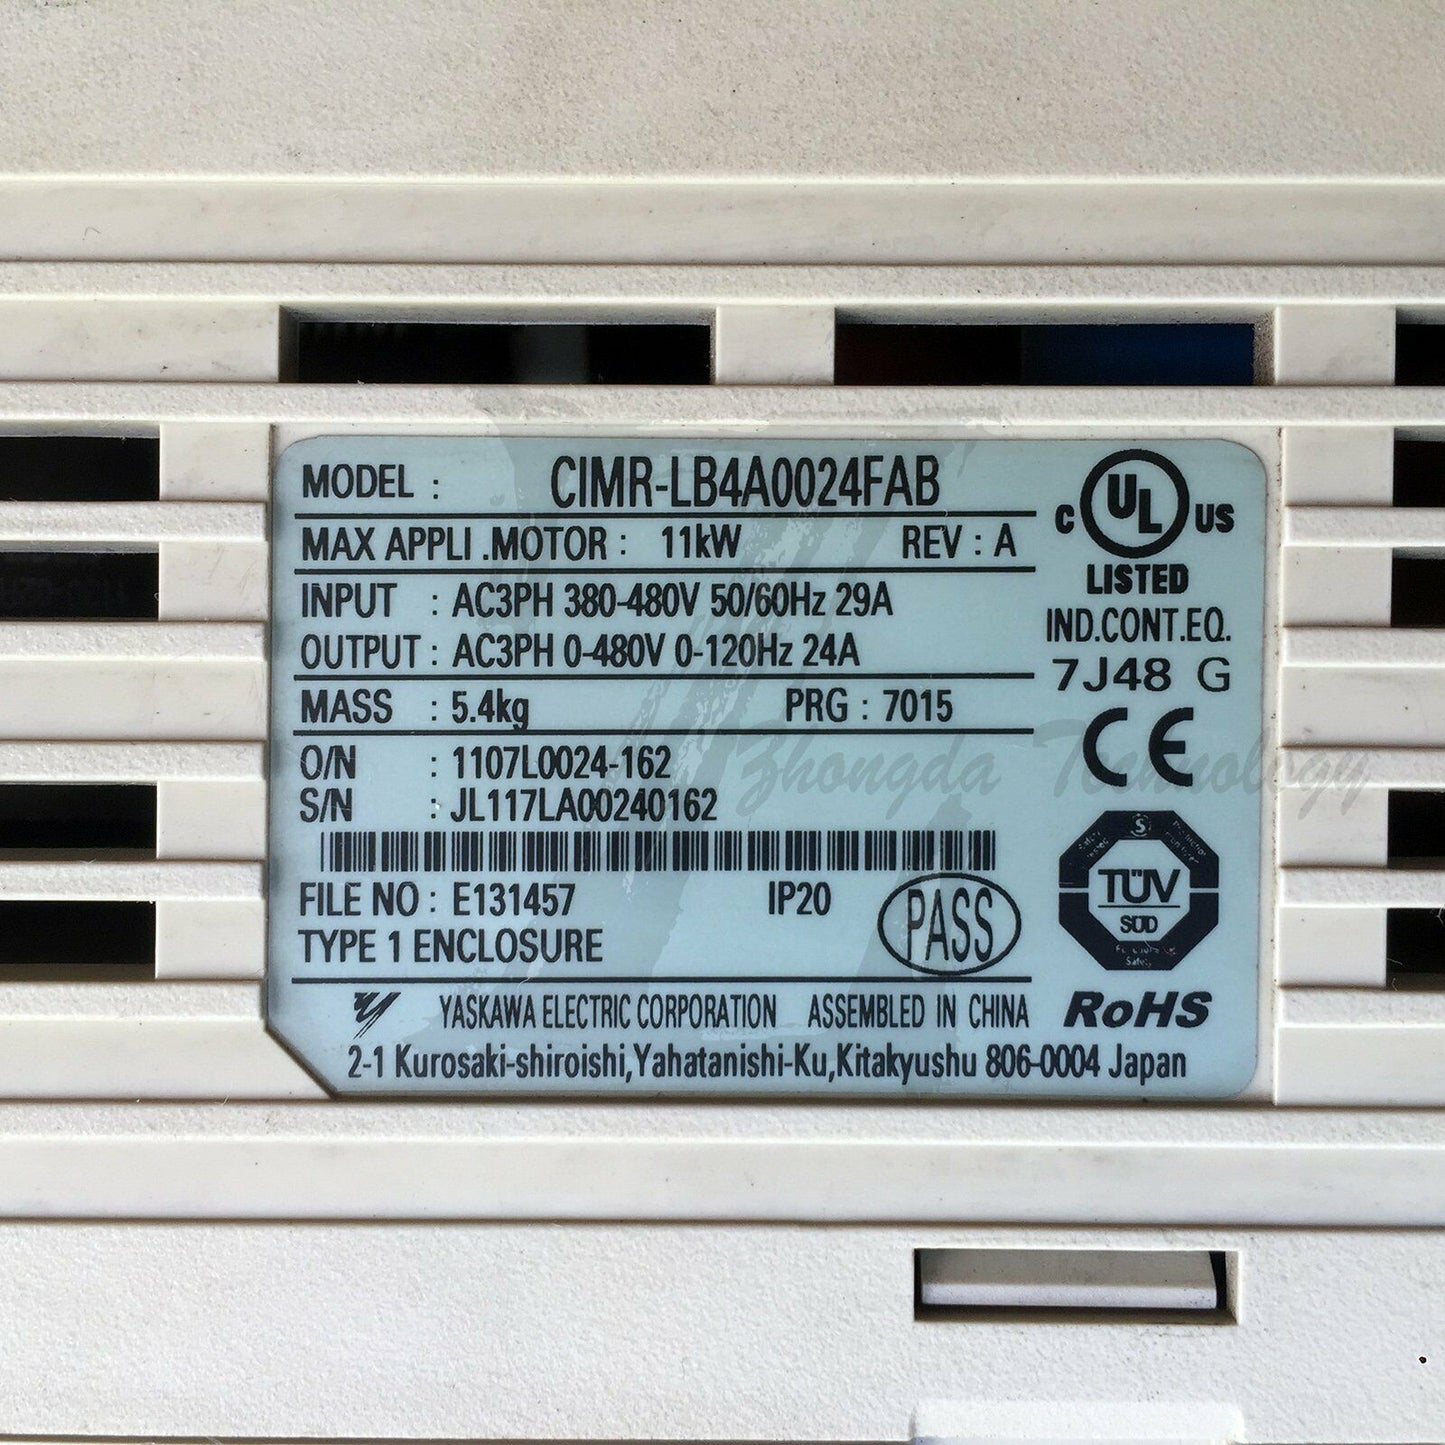 MODEL : CIMR-LB4A0024FAB
MAX APPLI .MOTOR : 11kW REV : A
INPUT : AC3PH 380-480V 50/60Hz 29A
OUTPUT : AC3PH 0-480V 0-120Hz 24A
MASS : 5.4kg PRG : 7015
O/N : 1107L0024-162
S/N : JL117LA00240162
FILE NO : E131457 IP20
TYPE 1 ENCLOSURE
PASS
YASKAWA ELECTRIC CORPORATION ASSEMBLED IN CHINA
2-1 Kurosaki-shiroishi,Yahatanishi-Ku,Kitakyushu 806-0004 Japan
C UL US
LISTED
IND.CONT.EQ.
7J48 G
CE
TÜV
SÜD
Safety
RoHS
Zhongda Technology